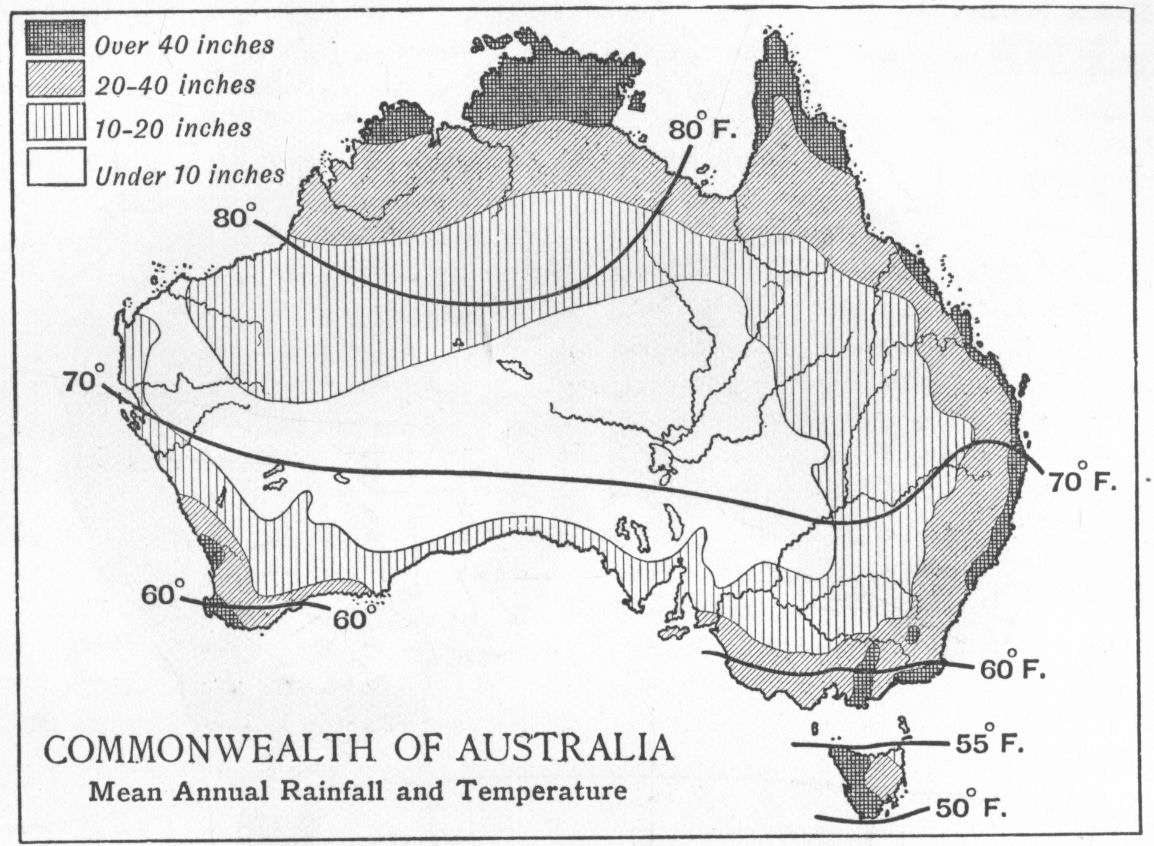 Over 40 inches
20-40 inches
10-20 inches
Under 10 inches
80° F.
80°
70°
70° F.
60°
60°
60° F.
55° F.
50° F.
COMMONWEALTH OF AUSTRALIA
Mean Annual Rainfall and Temperature